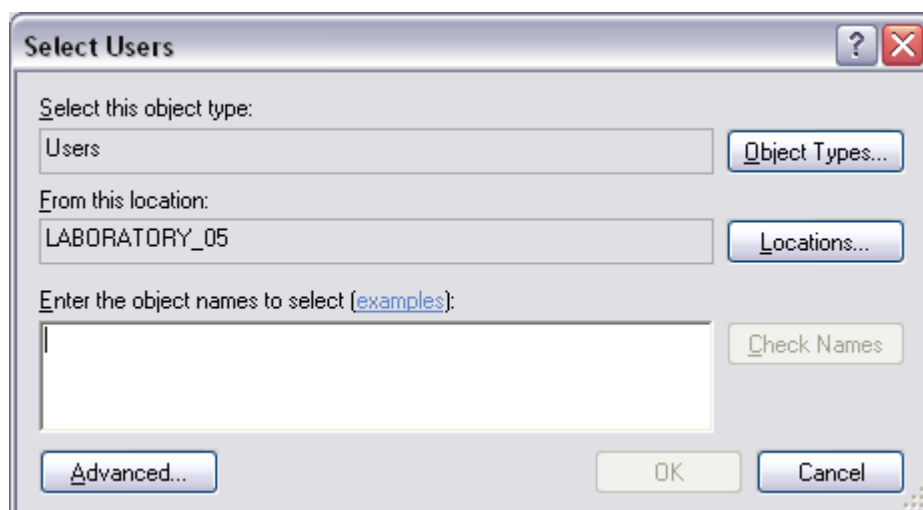 Select Users
Select this object type:
Users
Object Types...
From this location:
LABORATORY_05
Locations...
Enter the object names to select (examples):
Check Names
Advanced...
OK
Cancel